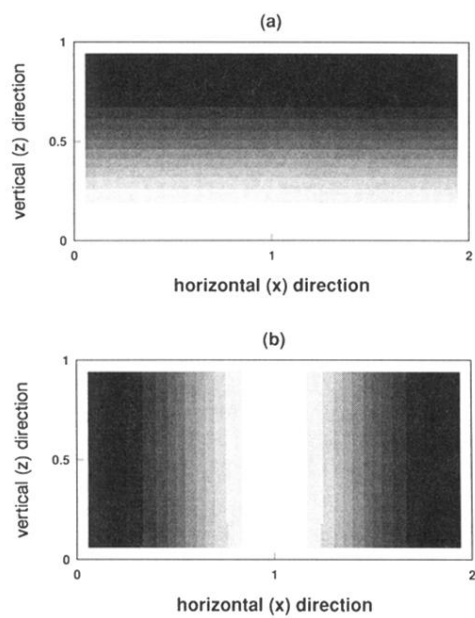 (a)
1
vertical (z) direction
0.5
0
0
1
2
horizontal (x) direction
(b)
1
vertical (z) direction
0.5
0
0
1
2
horizontal (x) direction